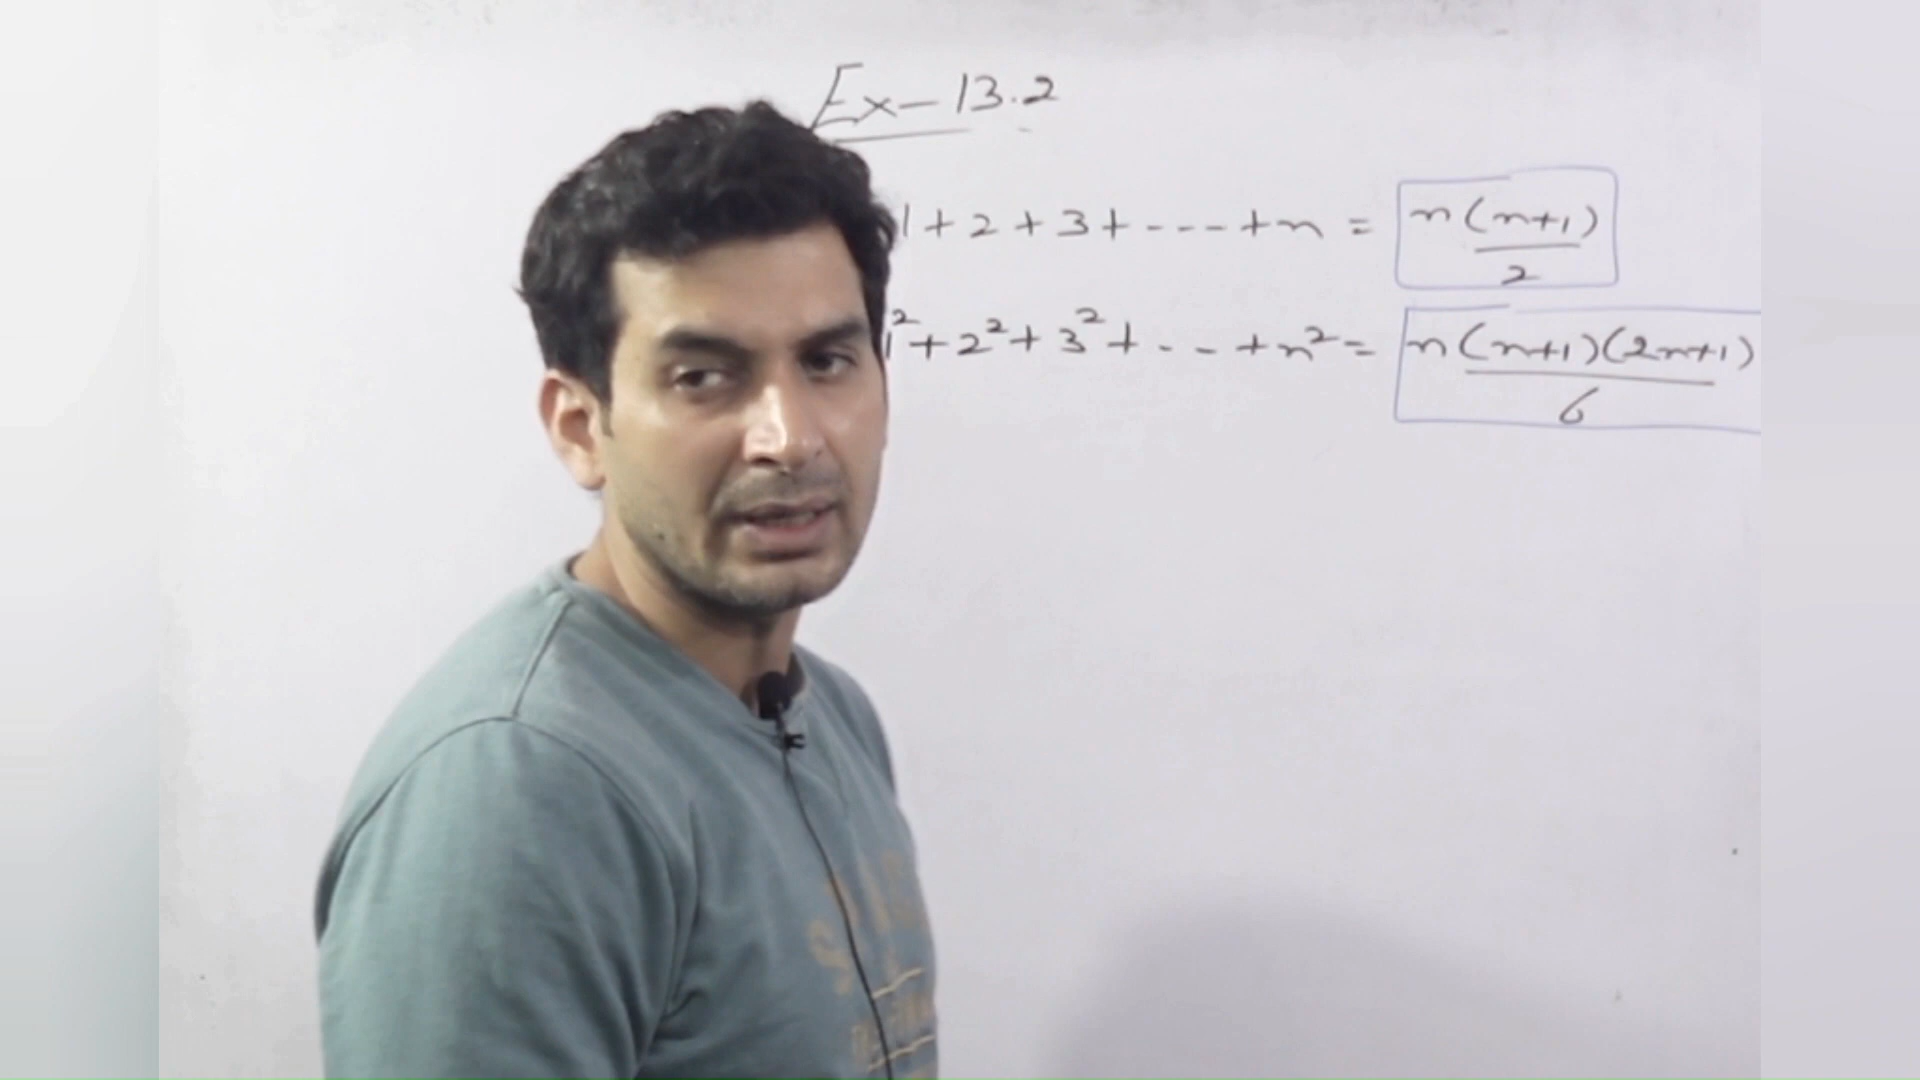 Ex-13.2
1+2+3+---+n = n(n+1)
2
1²+2²+3²+--+n²= n(n+1)(2n+1)
6